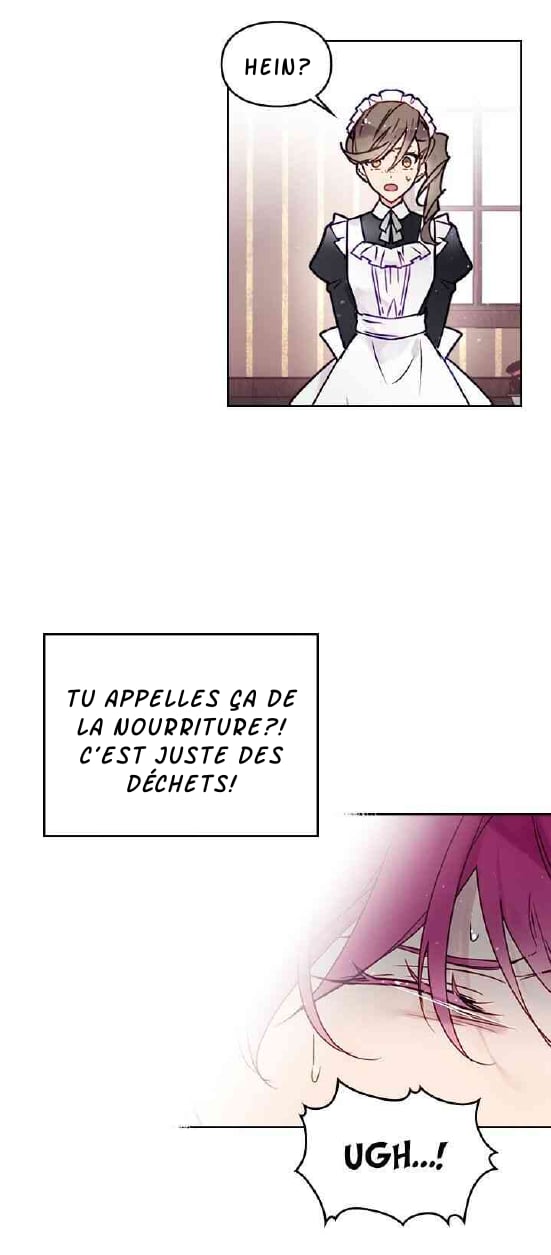 HEIN?
TU APPELLES ÇA DE
LA NOURRITURE?!
C'EST JUSTE DES
DÉCHETS!
UGH...!